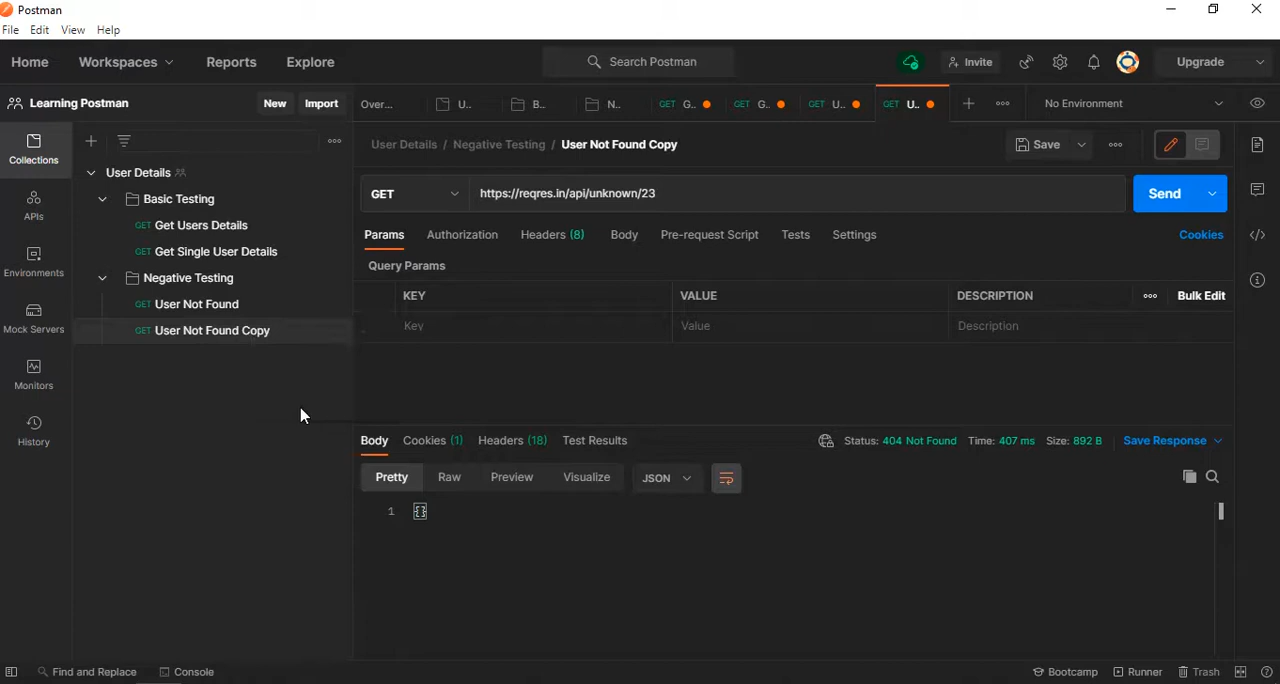 Postman
File Edit View Help
Home Workspaces Reports Explore Search Postman Invite Upgrade
Learning Postman New Import Over... U.. B.. N.. GET G.. GET G.. GET U.. GET U.. No Environment
Collections
APIs
Environments
Mock Servers
Monitors
History
User Details
Basic Testing
GET Get Users Details
GET Get Single User Details
Negative Testing
GET User Not Found
GET User Not Found Copy
User Details / Negative Testing / User Not Found Copy Save
GET https://reqres.in/api/unknown/23 Send
Params Authorization Headers (8) Body Pre-request Script Tests Settings Cookies
Query Params
KEY VALUE DESCRIPTION Bulk Edit
Key Value Description
Body Cookies (1) Headers (18) Test Results Status: 404 Not Found Time: 407 ms Size: 892 B Save Response
Pretty Raw Preview Visualize JSON
1 {}
Find and Replace Console Bootcamp Runner Trash